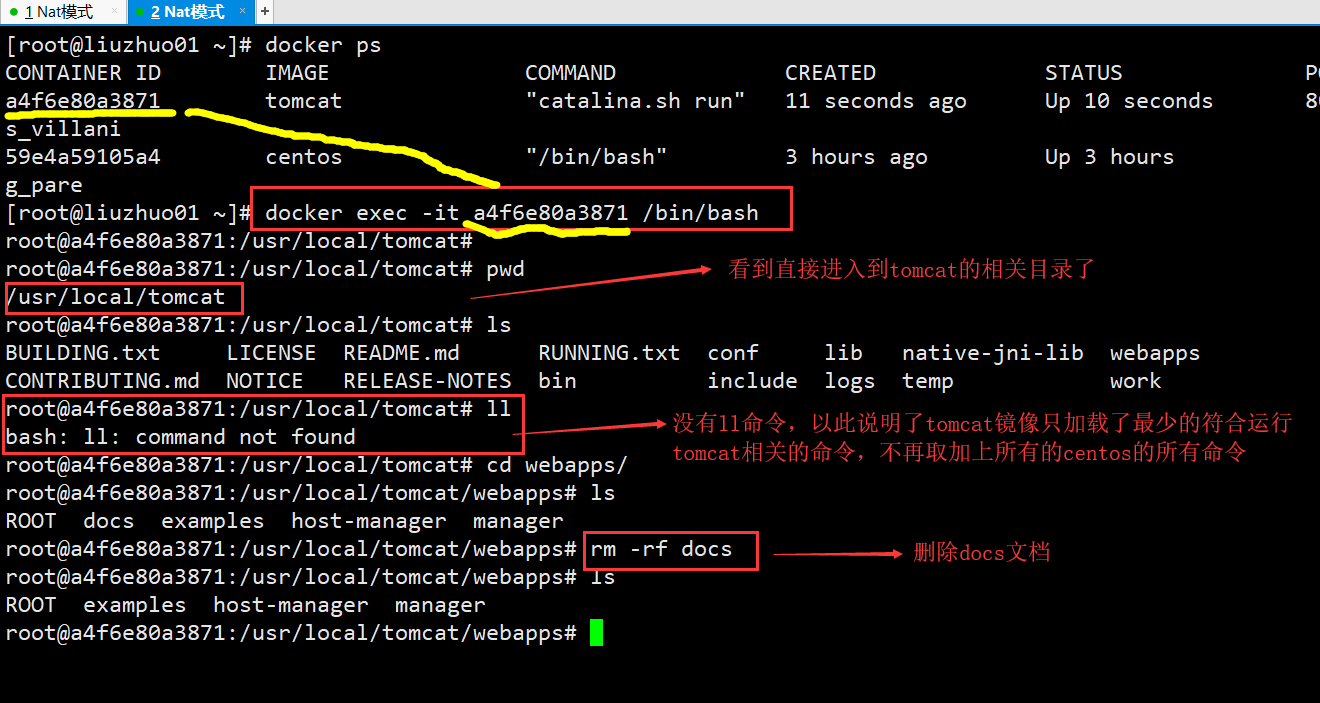 1 Nat模式 × 2 Nat模式 × +
[root@liuzhuo01 ~]# docker ps
CONTAINER ID IMAGE COMMAND CREATED STATUS
a4f6e80a3871 tomcat "catalina.sh run" 11 seconds ago Up 10 seconds
s_villani
59e4a59105a4 centos "/bin/bash" 3 hours ago Up 3 hours
g_pare
[root@liuzhuo01 ~]# docker exec -it a4f6e80a3871 /bin/bash
root@a4f6e80a3871:/usr/local/tomcat#
root@a4f6e80a3871:/usr/local/tomcat# pwd 看到直接进入到tomcat的相关目录了
/usr/local/tomcat
root@a4f6e80a3871:/usr/local/tomcat# ls
BUILDING.txt LICENSE README.md RUNNING.txt conf lib native-jni-lib webapps
CONTRIBUTING.md NOTICE RELEASE-NOTES bin include logs temp work
root@a4f6e80a3871:/usr/local/tomcat# ll
bash: ll: command not found
没有ll命令，以此说明了tomcat镜像只加载了最少的符合运行
tomcat相关的命令，不再取加上所有的centos的所有命令
root@a4f6e80a3871:/usr/local/tomcat# cd webapps/
root@a4f6e80a3871:/usr/local/tomcat/webapps# ls
ROOT docs examples host-manager manager
root@a4f6e80a3871:/usr/local/tomcat/webapps# rm -rf docs 删除docs文档
root@a4f6e80a3871:/usr/local/tomcat/webapps# ls
ROOT examples host-manager manager
root@a4f6e80a3871:/usr/local/tomcat/webapps#